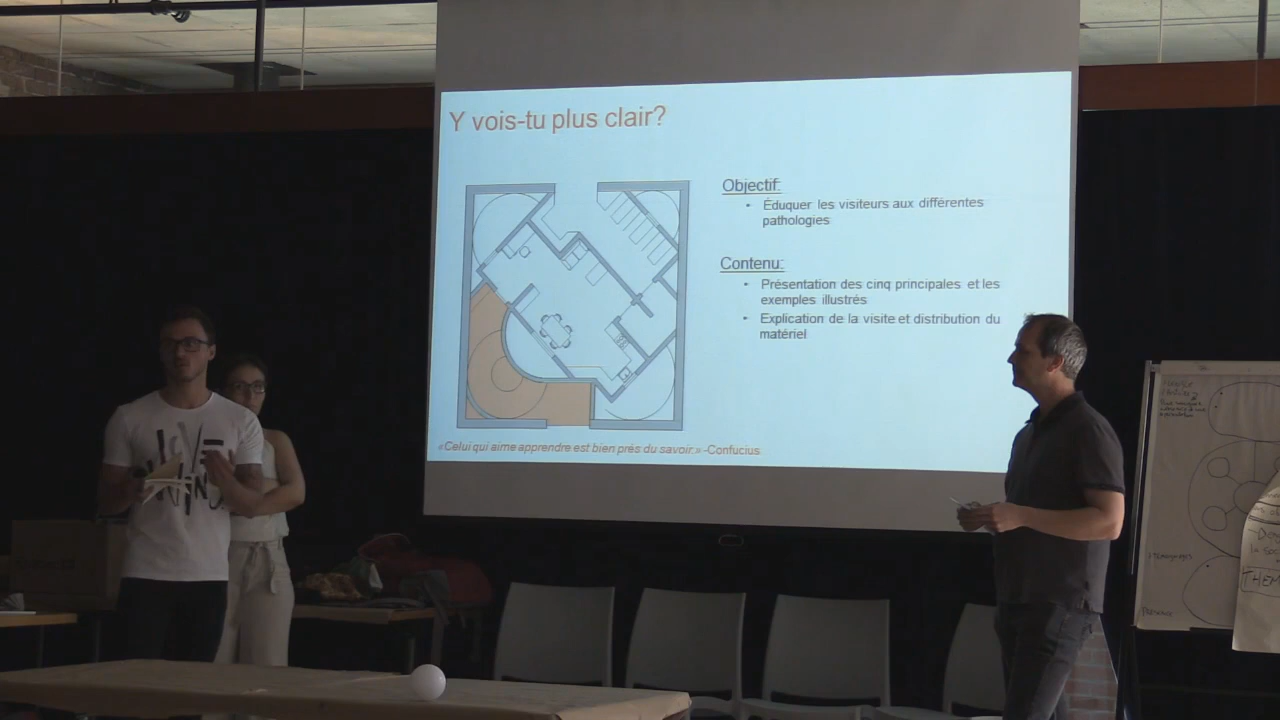 Y vois-tu plus clair?
Objectif:
• Éduquer les visiteurs aux différentes
pathologies
Contenu:
• Présentation des cinq principales et les
exemples illustrés
• Explication de la visite et distribution du
matériel
«Celui qui aime apprendre est bien près du savoir.» -Confucius